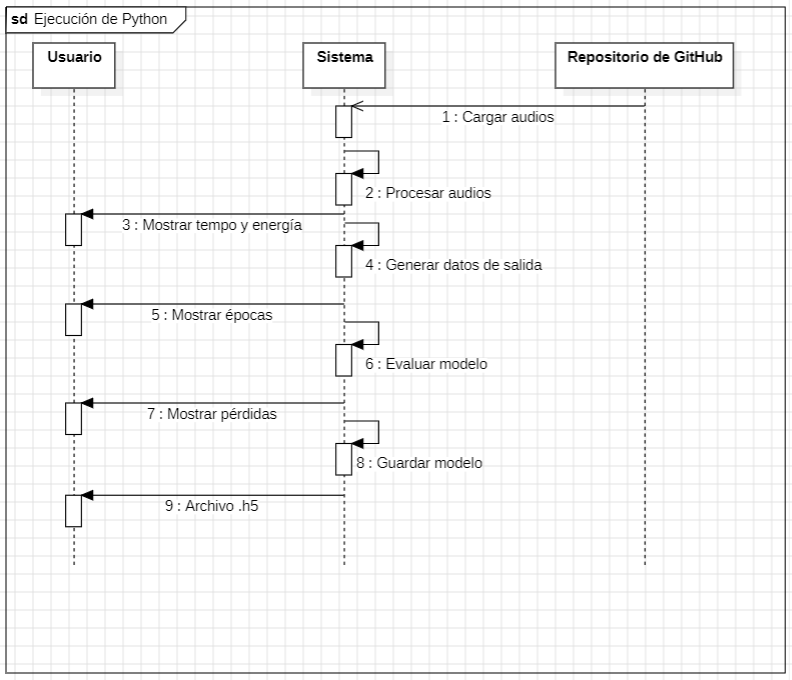 sd Ejecución de Python
Usuario
Sistema
Repositorio de GitHub
1 : Cargar audios
2 : Procesar audios
3 : Mostrar tempo y energía
4 : Generar datos de salida
5 : Mostrar épocas
6 : Evaluar modelo
7 : Mostrar pérdidas
8 : Guardar modelo
9 : Archivo .h5